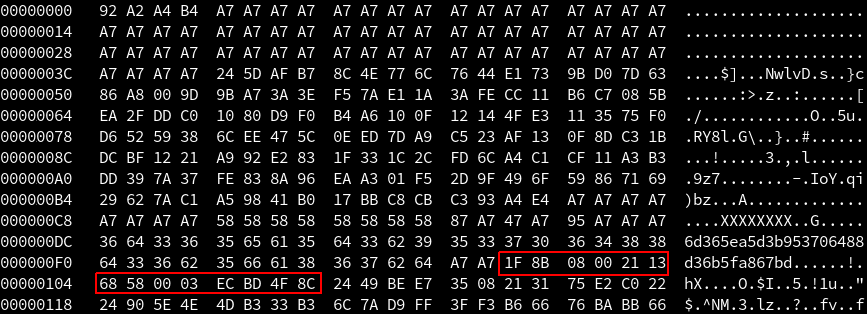 00000000 92 A2 A4 B4 A7 A7 A7 A7 A7 A7 A7 A7 A7 A7 A7 A7 A7 A7 A7 A7 ....................
00000014 A7 A7 A7 A7 A7 A7 A7 A7 A7 A7 A7 A7 A7 A7 A7 A7 A7 A7 A7 A7 ....................
00000028 A7 A7 A7 A7 A7 A7 A7 A7 A7 A7 A7 A7 A7 A7 A7 A7 A7 A7 A7 A7 ....................
0000003C A7 A7 A7 A7 24 5D AF B7 8C 4E 77 6C 76 44 E1 73 9B D0 7D 63 ....$]...NwlvD.s..}c
00000050 86 A8 00 9D 9B A7 3A 3E F5 7A E1 1A 3A FE CC 11 B6 C7 08 5B ......:>.z..:......[
00000064 EA 2F DD C0 10 80 D9 F0 B4 A6 10 0F 12 14 4F E3 11 35 75 F0 ./............O..5u.
00000078 D6 52 59 38 6C EE 47 5C 0E ED 7D A9 C5 23 AF 13 0F 8D C3 1B .RY8l.G\..}..#......
0000008C DC BF 12 21 A9 92 E2 83 1F 33 1C 2C FD 6C A4 C1 CF 11 A3 B3 ...!.....3.,.l......
000000A0 DD 39 7A 37 FE 83 8A 96 EA A3 01 F5 2D 9F 49 6F 59 86 71 69 .9z7........-.IoY.qi
000000B4 29 62 7A C1 A5 98 41 B0 17 BB C8 CB C3 93 A4 E4 A7 A7 A7 A7 )bz...A.............
000000C8 A7 A7 A7 A7 58 58 58 58 58 58 58 58 87 A7 47 A7 95 A7 A7 A7 ....XXXXXXXX..G.....
000000DC 36 64 33 36 35 65 61 35 64 33 62 39 35 33 37 30 36 34 38 38 6d365ea5d3b953706488
000000F0 64 33 36 62 35 66 61 38 36 37 62 64 A7 A7 1F 8B 08 00 21 13 d36b5fa867bd......!.
00000104 68 58 00 03 EC BD 4F 8C 24 49 BE E7 35 08 21 31 75 E2 C0 22 hX....O.$I..5.!1u.."
00000118 24 90 5E 4E 4D B3 33 B3 6C 7A D9 FF 3F F3 B6 66 76 BA BB 66 $.^NM.3.lz..?..fv..f